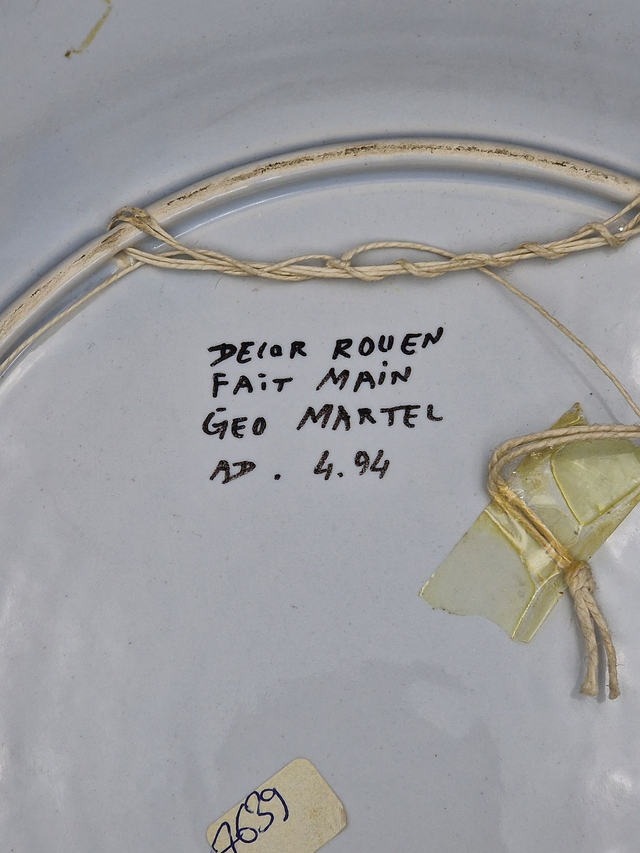 DECOR ROUEN
FAiT MAiN
GEO MARTEL
AD . 4.94
7639